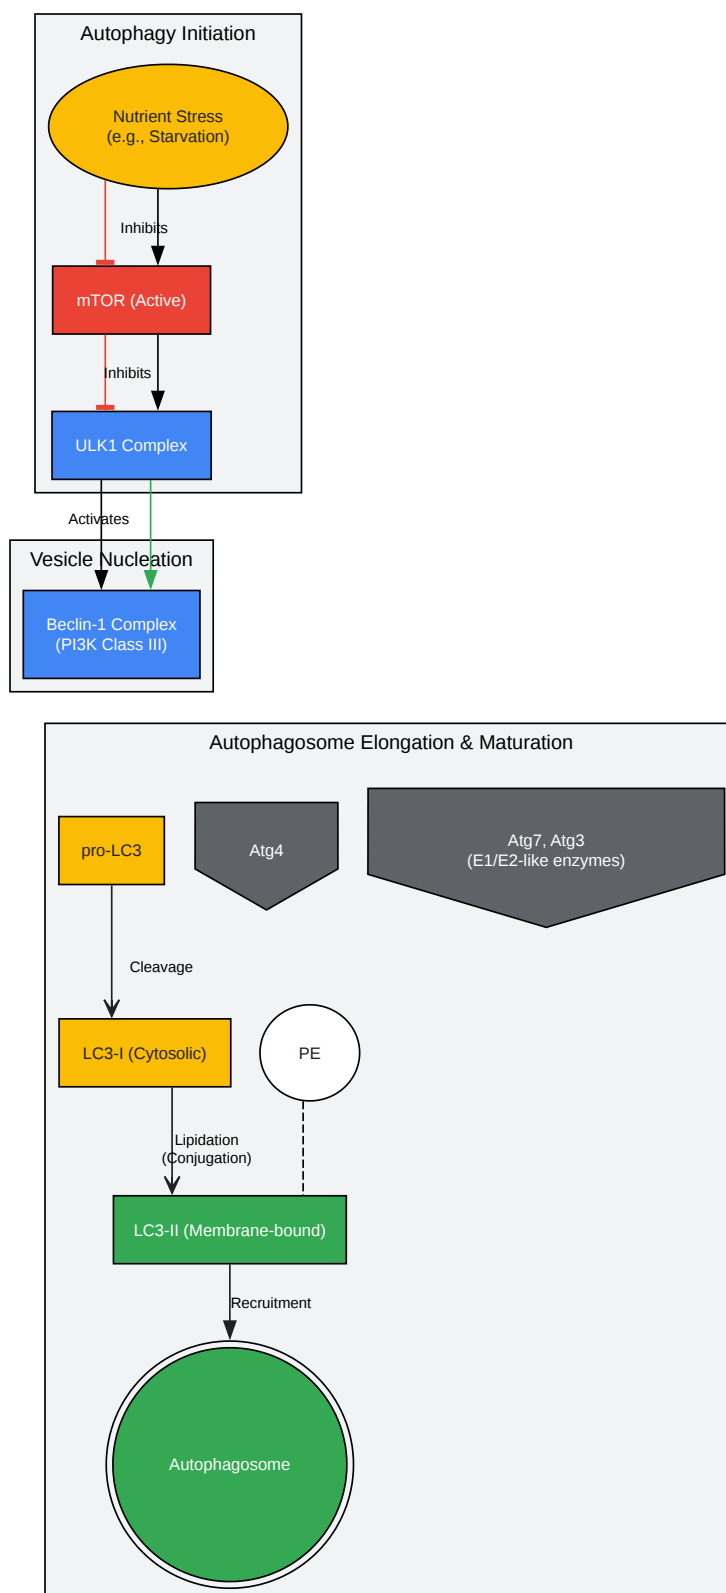 Autophagy Initiation
Nutrient Stress
(e.g., Starvation)
Inhibits
mTOR (Active)
Inhibits
ULK1 Complex
Activates
Vesicle Nucleation
Beclin-1 Complex
(PI3K Class III)
Autophagosome Elongation & Maturation
pro-LC3
Atg4
Atg7, Atg3
(E1/E2-like enzymes)
Cleavage
LC3-I (Cytosolic)
PE
Lipidation
(Conjugation)
LC3-II (Membrane-bound)
Recruitment
Autophagosome